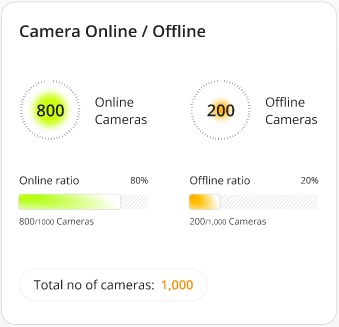 Camera Online / Offline
800
Online
Cameras
200
Offline
Cameras
Online ratio 80%
800/1000 Cameras
Offline ratio 20%
200/1,000 Cameras
Total no of cameras: 1,000